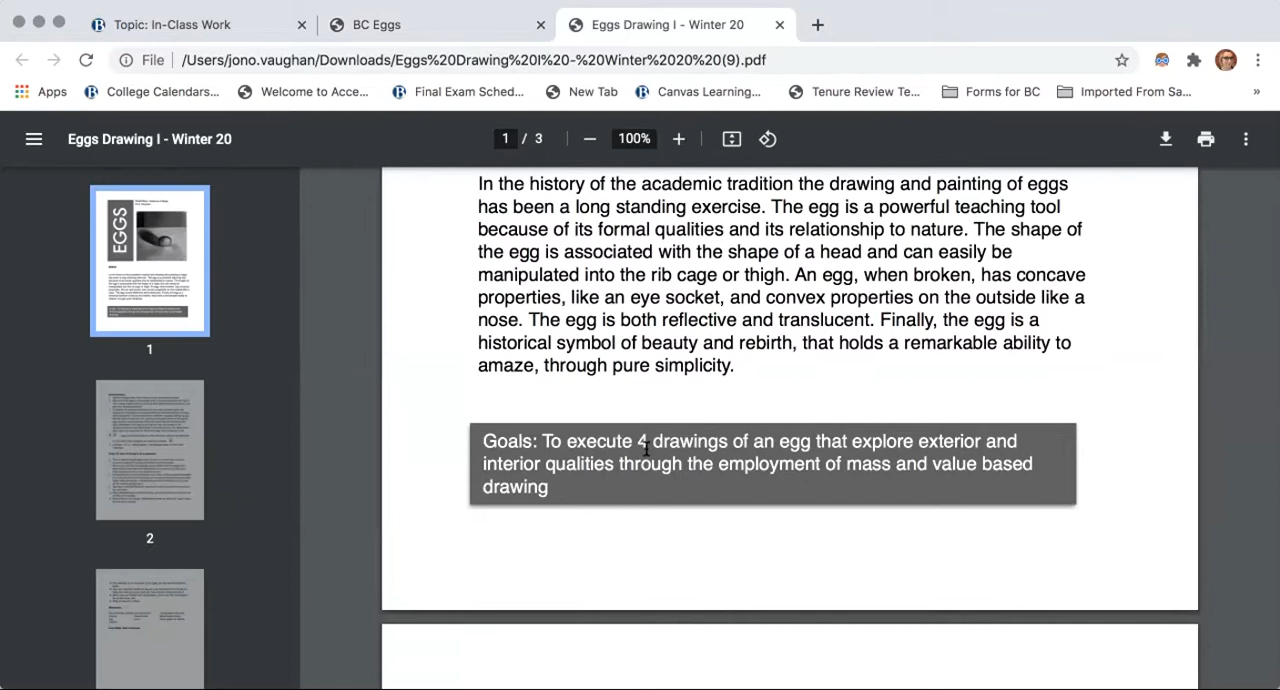 Topic: In-Class Work
BC Eggs
Eggs Drawing I - Winter 20
File
/Users/jono.vaughan/Downloads/Eggs%20Drawing%20I%20-%20Winter%2020%20(9).pdf
Apps
College Calendars...
Welcome to Acce...
Final Exam Sched...
New Tab
Canvas Learning...
Tenure Review Te...
Forms for BC
Imported From Sa...
»
Eggs Drawing I - Winter 20
1 / 3
100%
EGGS
1
2
In the history of the academic tradition the drawing and painting of eggs
has been a long standing exercise. The egg is a powerful teaching tool
because of its formal qualities and its relationship to nature. The shape of
the egg is associated with the shape of a head and can easily be
manipulated into the rib cage or thigh. An egg, when broken, has concave
properties, like an eye socket, and convex properties on the outside like a
nose. The egg is both reflective and translucent. Finally, the egg is a
historical symbol of beauty and rebirth, that holds a remarkable ability to
amaze, through pure simplicity.
Goals: To execute 4 drawings of an egg that explore exterior and
interior qualities through the employment of mass and value based
drawing